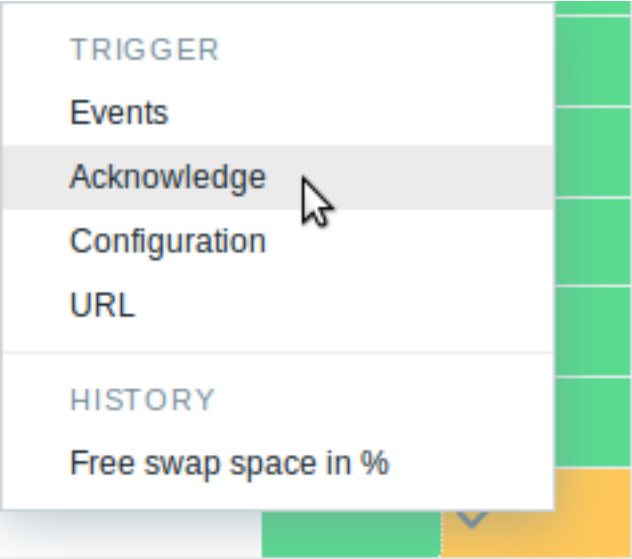 TRIGGER
Events
Acknowledge
Configuration
URL
HISTORY
Free swap space in %